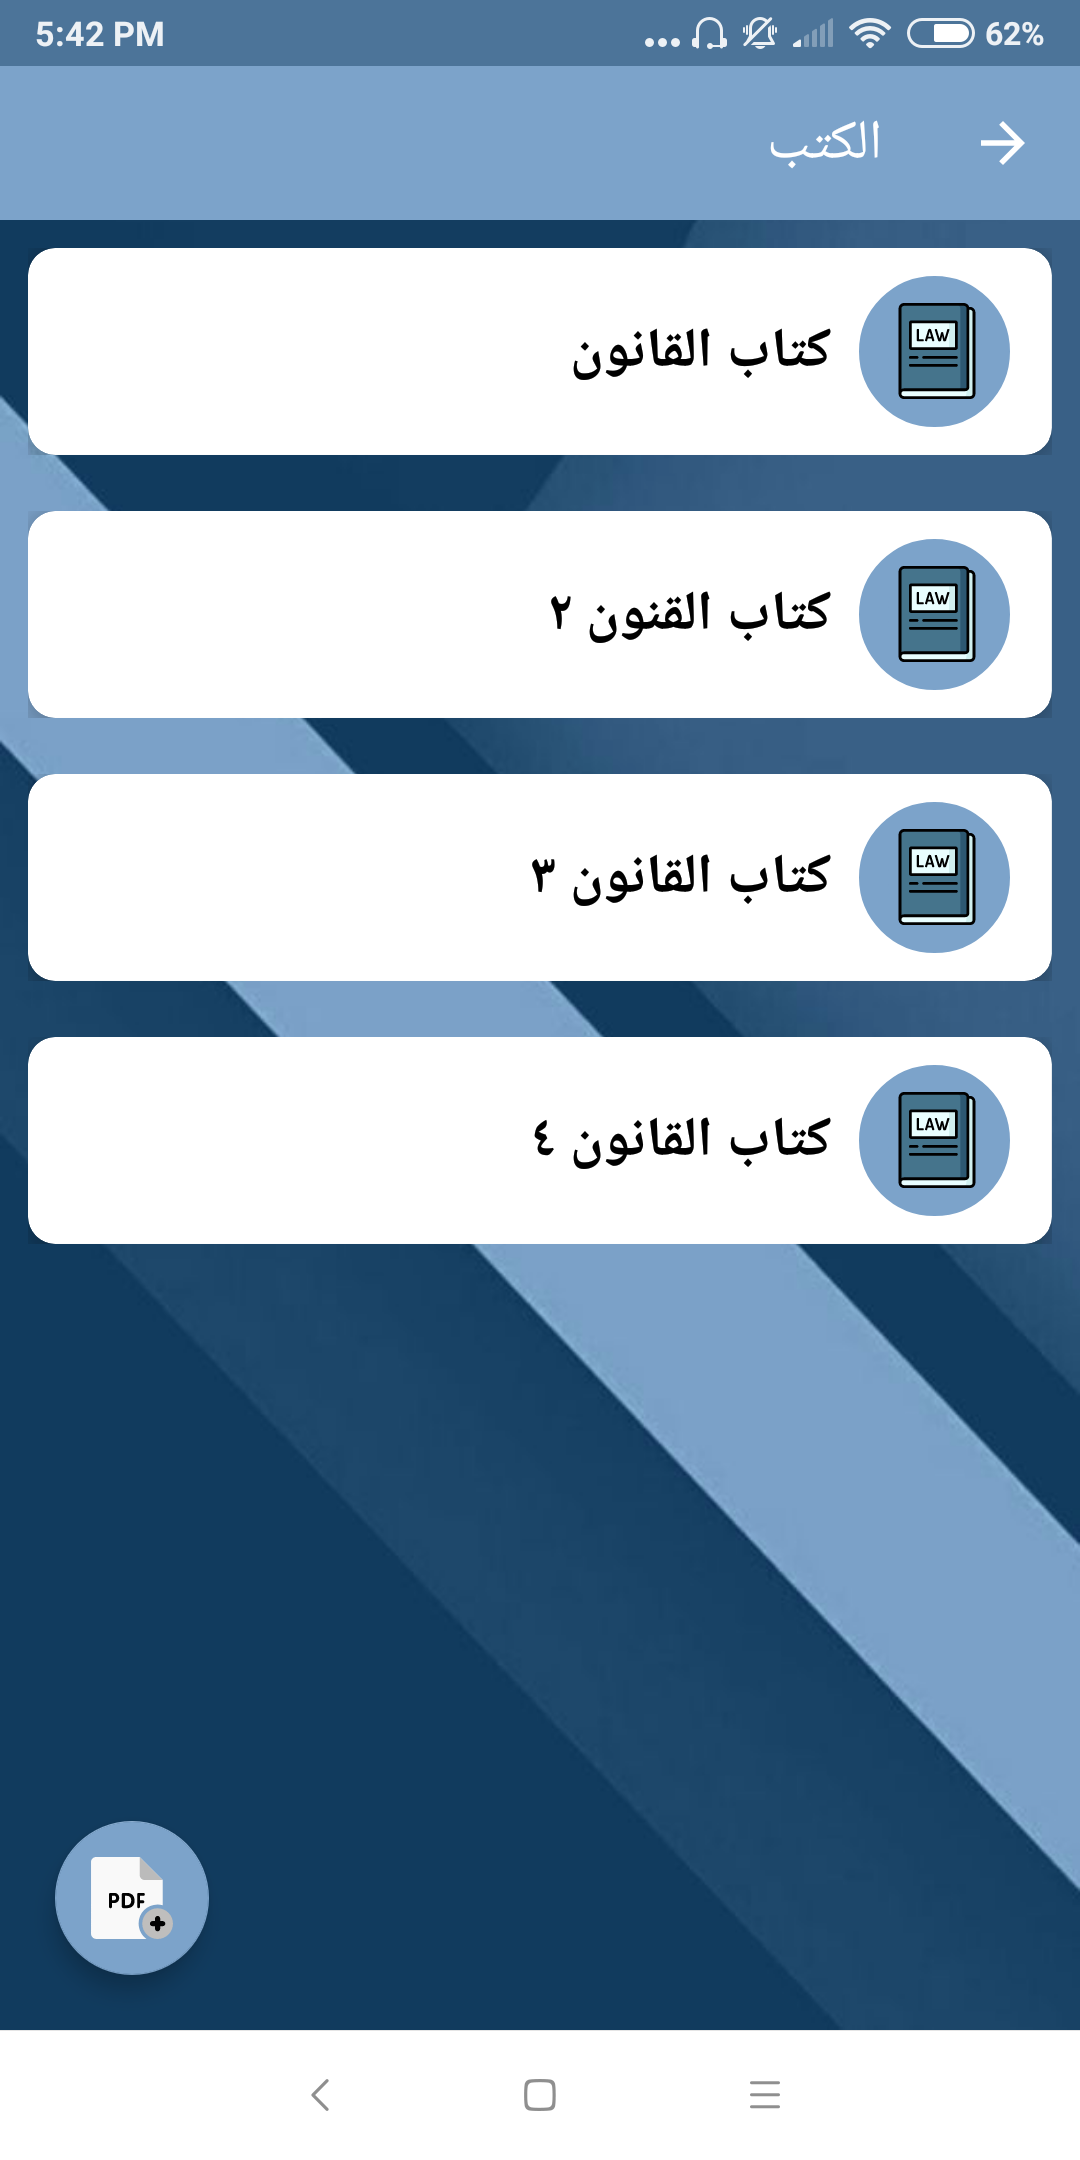 5:42 PM 62%
الكتب
LAW
كتاب القانون
LAW
كتاب القنون ٢
LAW
كتاب القانون ٣
LAW
كتاب القانون ٤
PDF